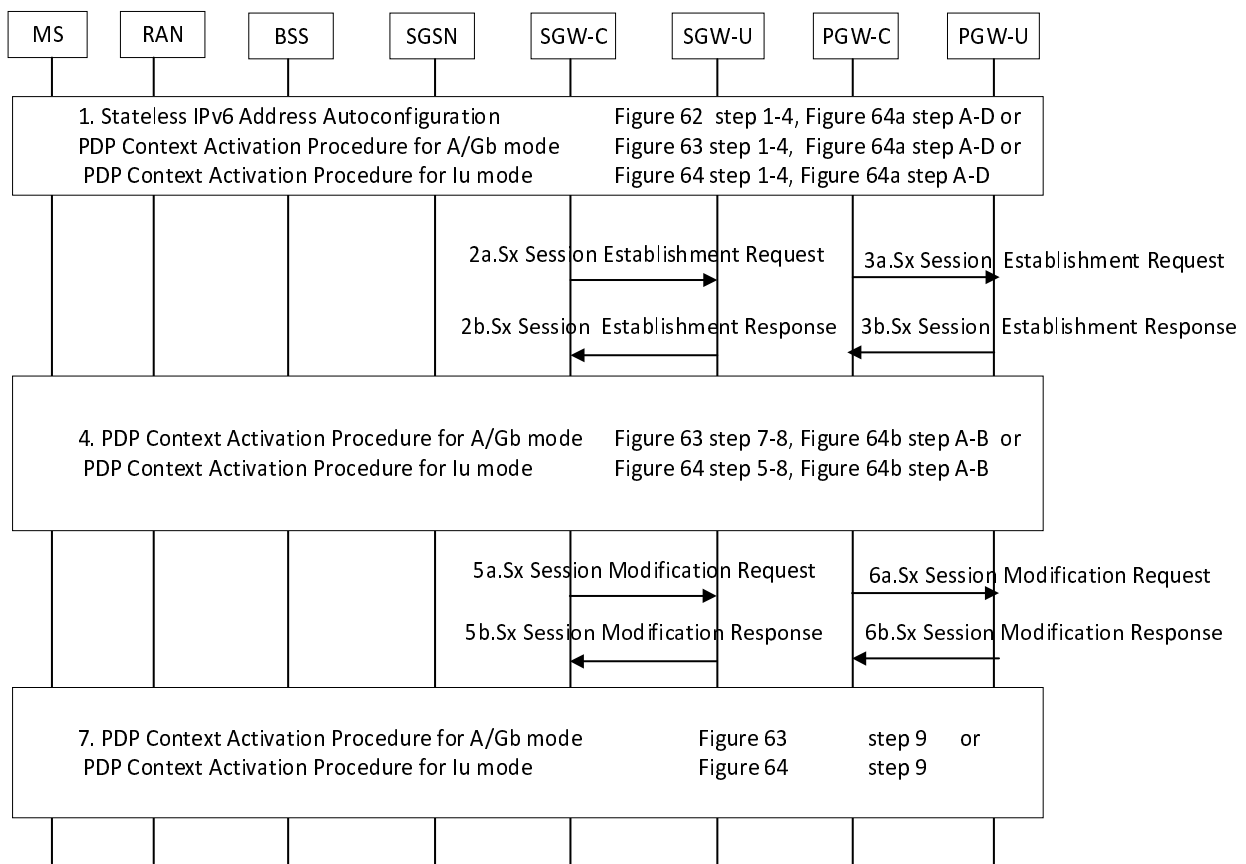 MS RAN BSS SGSN SGW-C SGW-U PGW-C PGW-U
1. Stateless IPv6 Address Autoconfiguration Figure 62 step 1-4, Figure 64a step A-D or
PDP Context Activation Procedure for A/Gb mode Figure 63 step 1-4, Figure 64a step A-D or
PDP Context Activation Procedure for Iu mode Figure 64 step 1-4, Figure 64a step A-D
2a.Sx Session Establishment Request 3a.Sx Session Establishment Request
2b.Sx Session Establishment Response 3b.Sx Session Establishment Response
4. PDP Context Activation Procedure for A/Gb mode Figure 63 step 7-8, Figure 64b step A-B or
PDP Context Activation Procedure for Iu mode Figure 64 step 5-8, Figure 64b step A-B
5a.Sx Session Modification Request 6a.Sx Session Modification Request
5b.Sx Session Modification Response 6b.Sx Session Modification Response
7. PDP Context Activation Procedure for A/Gb mode Figure 63 step 9 or
PDP Context Activation Procedure for Iu mode Figure 64 step 9